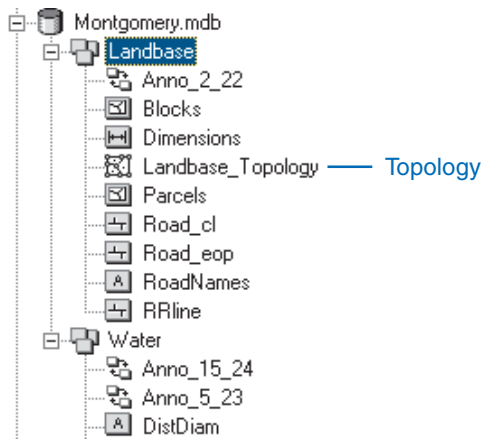 Montgomery.mdb
Landbase
Anno_2_22
Blocks
Dimensions
Landbase_Topology Topology
Parcels
Road_cl
Road_eop
A RoadNames
RRline
Water
Anno_15_24
Anno_5_23
A DistDiam